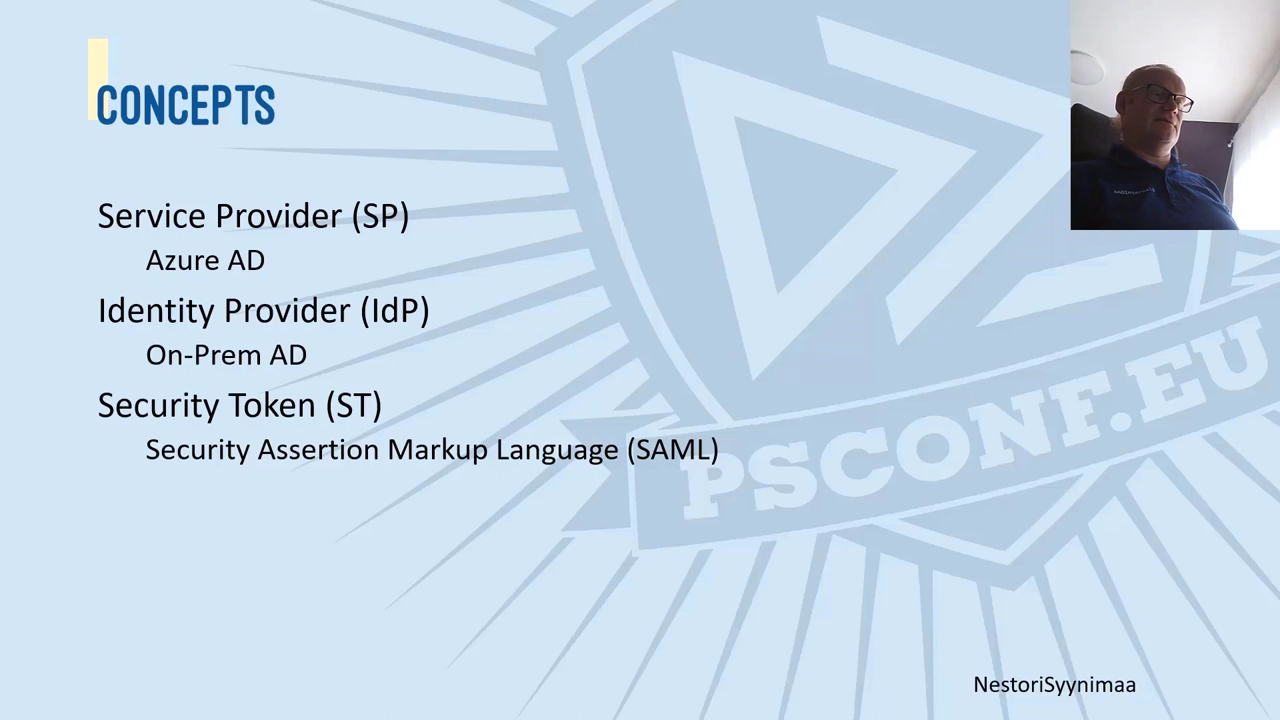 CONCEPTS
Service Provider (SP)
Azure AD
Identity Provider (IdP)
On-Prem AD
Security Token (ST)
Security Assertion Markup Language (SAML)
PSCONF.EU
NestoriSyynimaa